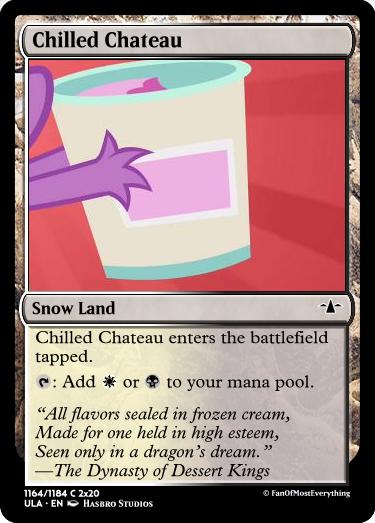 Chilled Chateau
Snow Land
Chilled Chateau enters the battlefield
tapped.
: Add or to your mana pool.
“All flavors sealed in frozen cream,
Made for one held in high esteem,
Seen only in a dragon’s dream.”
—The Dynasty of Dessert Kings
1164/1184 C 2x20
ULA • EN Hasbro Studios
© FanOfMostEverything